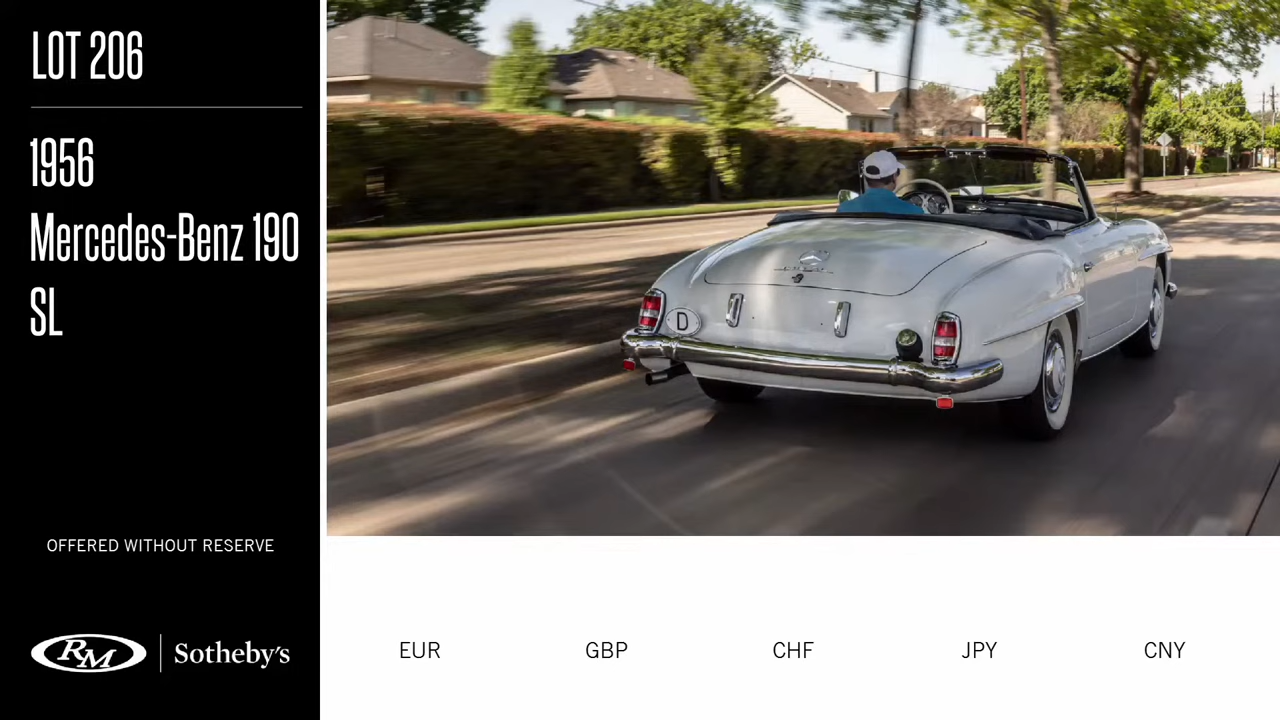 LOT 206
1956
Mercedes-Benz 190
SL
OFFERED WITHOUT RESERVE
RM
Sotheby's
D
EUR GBP CHF JPY CNY